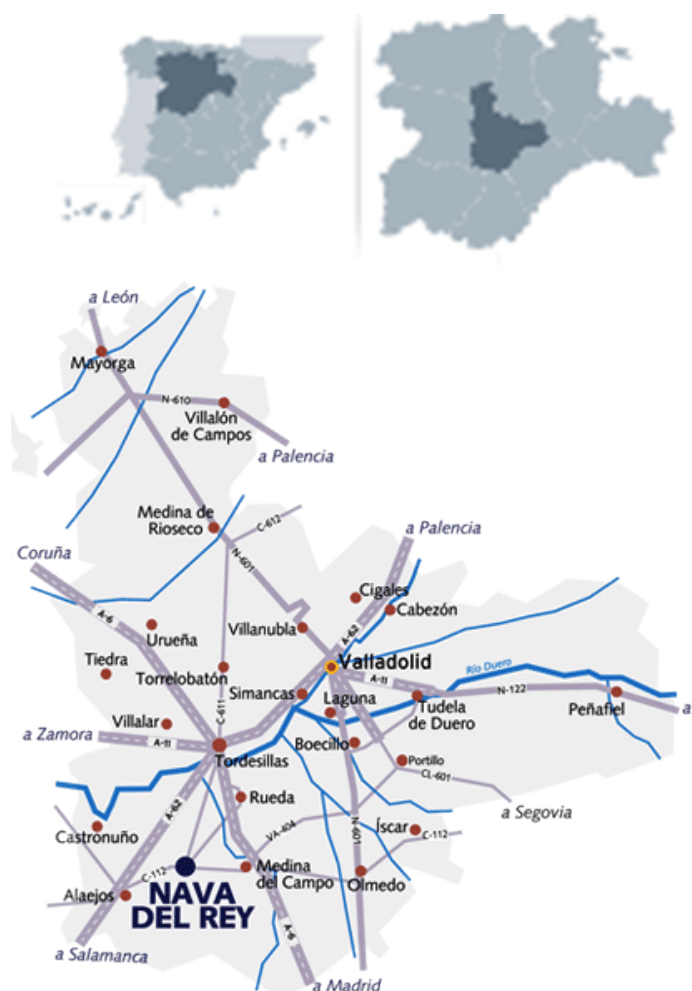 a León
Mayorga
N-610
Villalón
de Campos
a Palencia
Medina de
Rioseco
C-612
a Palencia
Coruña
N-601
Cigales
A-6
Cabezón
Urueña
Villanubla
A-62
Tiedra
Valladolid
Río Duero
Torrelobatón
A-11
Simancas
Laguna
N-122
C-611
Tudela
de Duero
Peñafiel
a
Villalar
a Zamora
A-11
Boecillo
Tordesillas
Portillo
CL-601
Rueda
a Segovia
A-62
VA-404
N-601
Íscar
C-112
Castronuño
C-112
Medina
del Campo
Olmedo
Alaejos
NAVA
DEL REY
A-6
a Salamanca
a Madrid